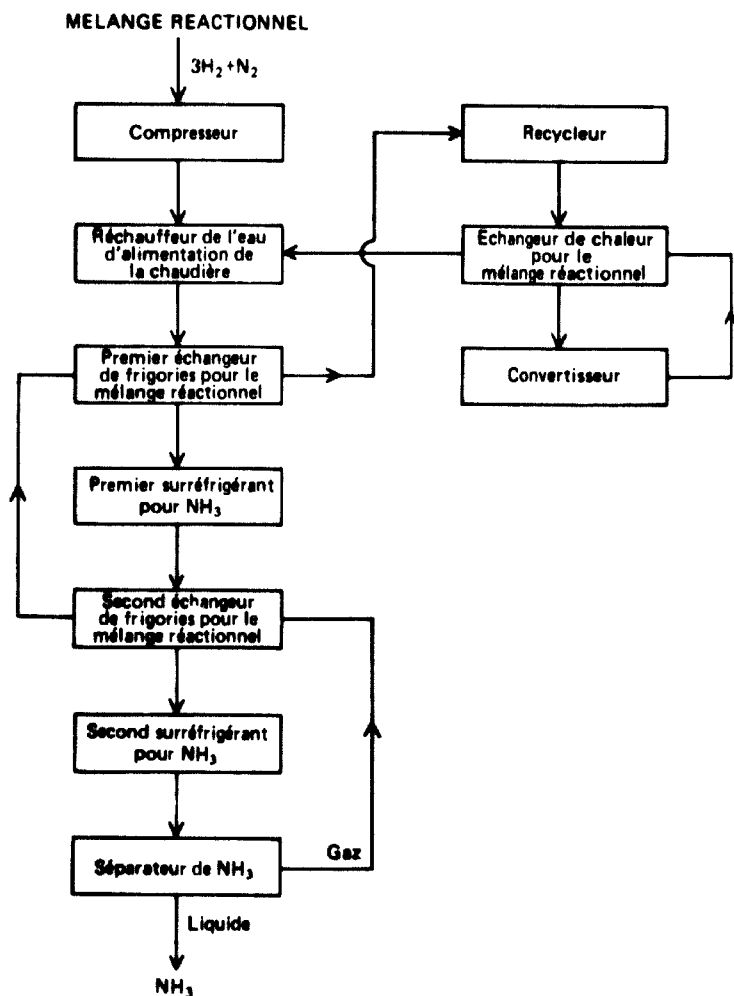 MELANGE REACTIONNEL
3H₂+N₂
Compresseur
Réchauffeur de l'eau
d'alimentation de
la chaudière
Premier échangeur
de frigories pour le
mélange réactionnel
Premier surréfrigérant
pour NH₃
Second échangeur
de frigories pour le
mélange réactionnel
Second surréfrigérant
pour NH₃
Séparateur de NH₃
Gaz
Liquide
NH₃
Recycleur
Echangeur de chaleur
pour le
mélange réactionnel
Convertisseur